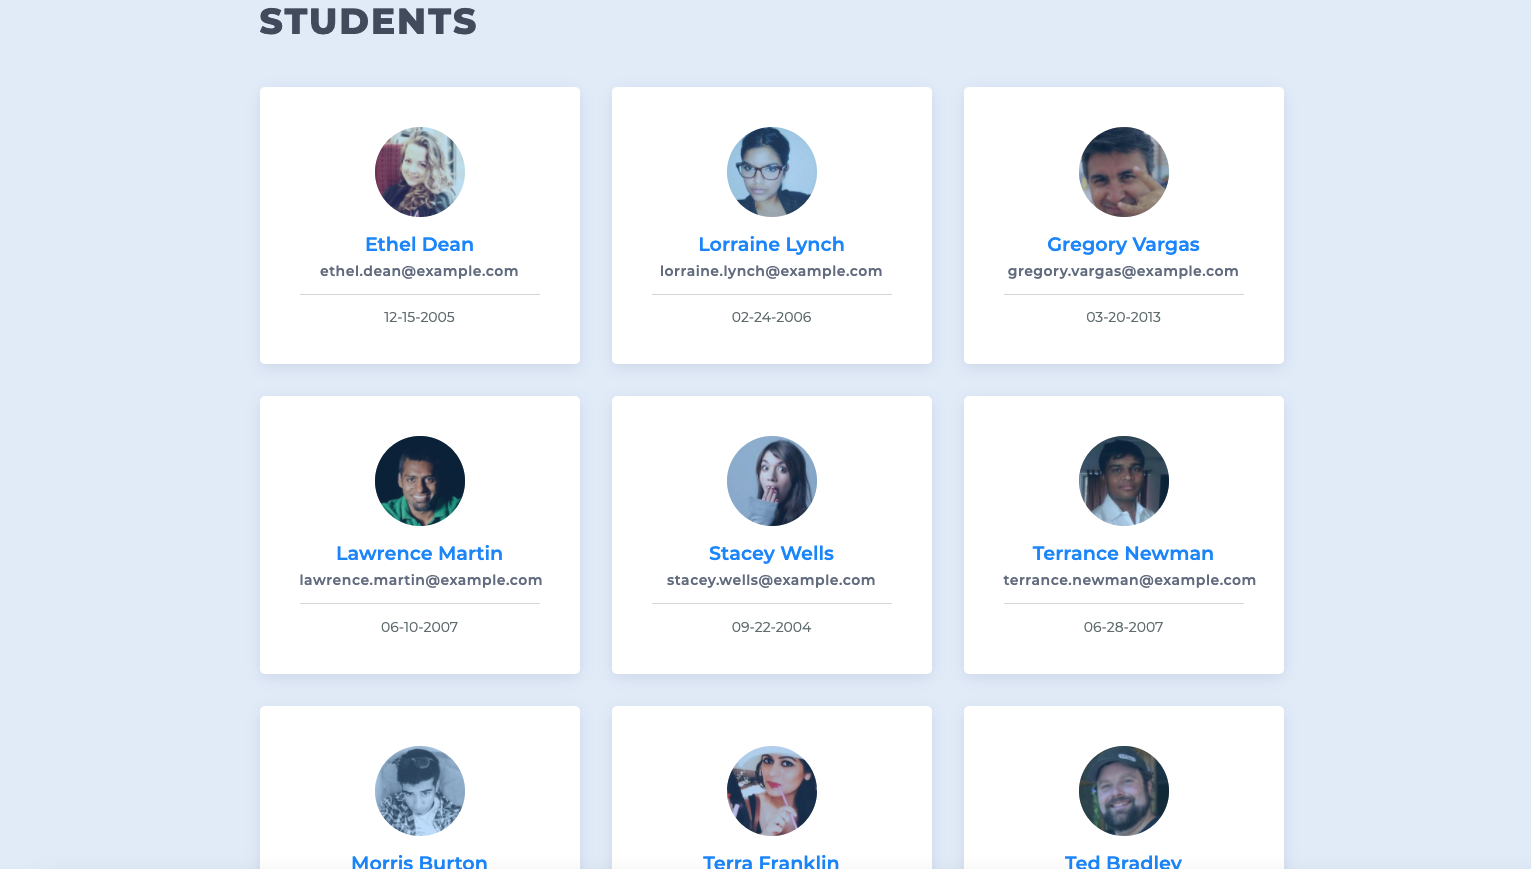 STUDENTS
Ethel Dean
ethel.dean@example.com
12-15-2005
Lorraine Lynch
lorraine.lynch@example.com
02-24-2006
Gregory Vargas
gregory.vargas@example.com
03-20-2013
Lawrence Martin
lawrence.martin@example.com
06-10-2007
Stacey Wells
stacey.wells@example.com
09-22-2004
Terrance Newman
terrance.newman@example.com
06-28-2007
Morris Burton
Terra Franklin
Ted Bradley